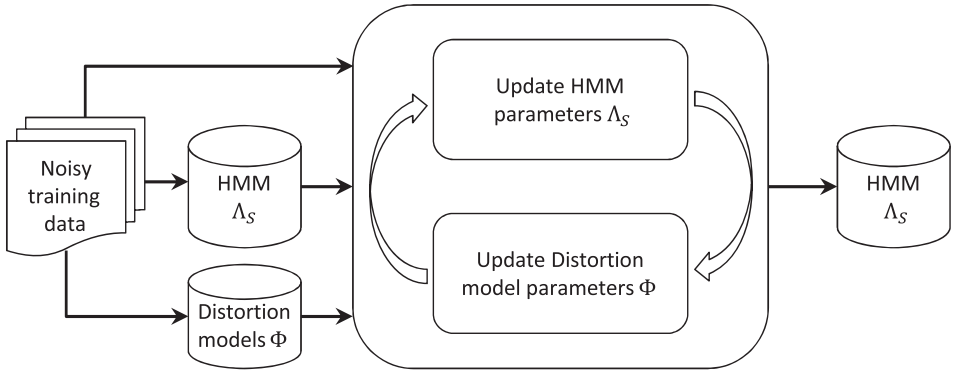 Noisy
training
data
HMM
Λ_S
Distortion
models Φ
Update HMM
parameters Λ_S
Update Distortion
model parameters Φ
HMM
Λ_S